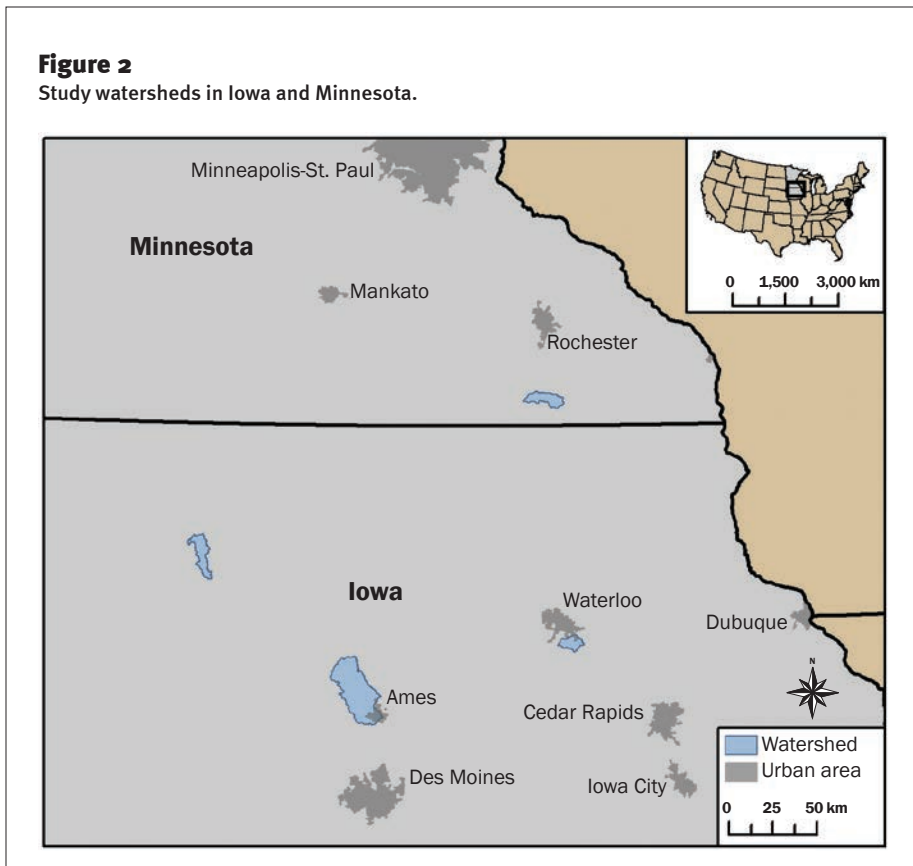 Figure 2
Study watersheds in Iowa and Minnesota.
Minneapolis-St. Paul
Minnesota
0 1,500 3,000 km
Mankato
Rochester
Iowa
Waterloo
Dubuque
N
Ames
Cedar Rapids
Des Moines
Iowa City
Watershed
Urban area
0 25 50 km